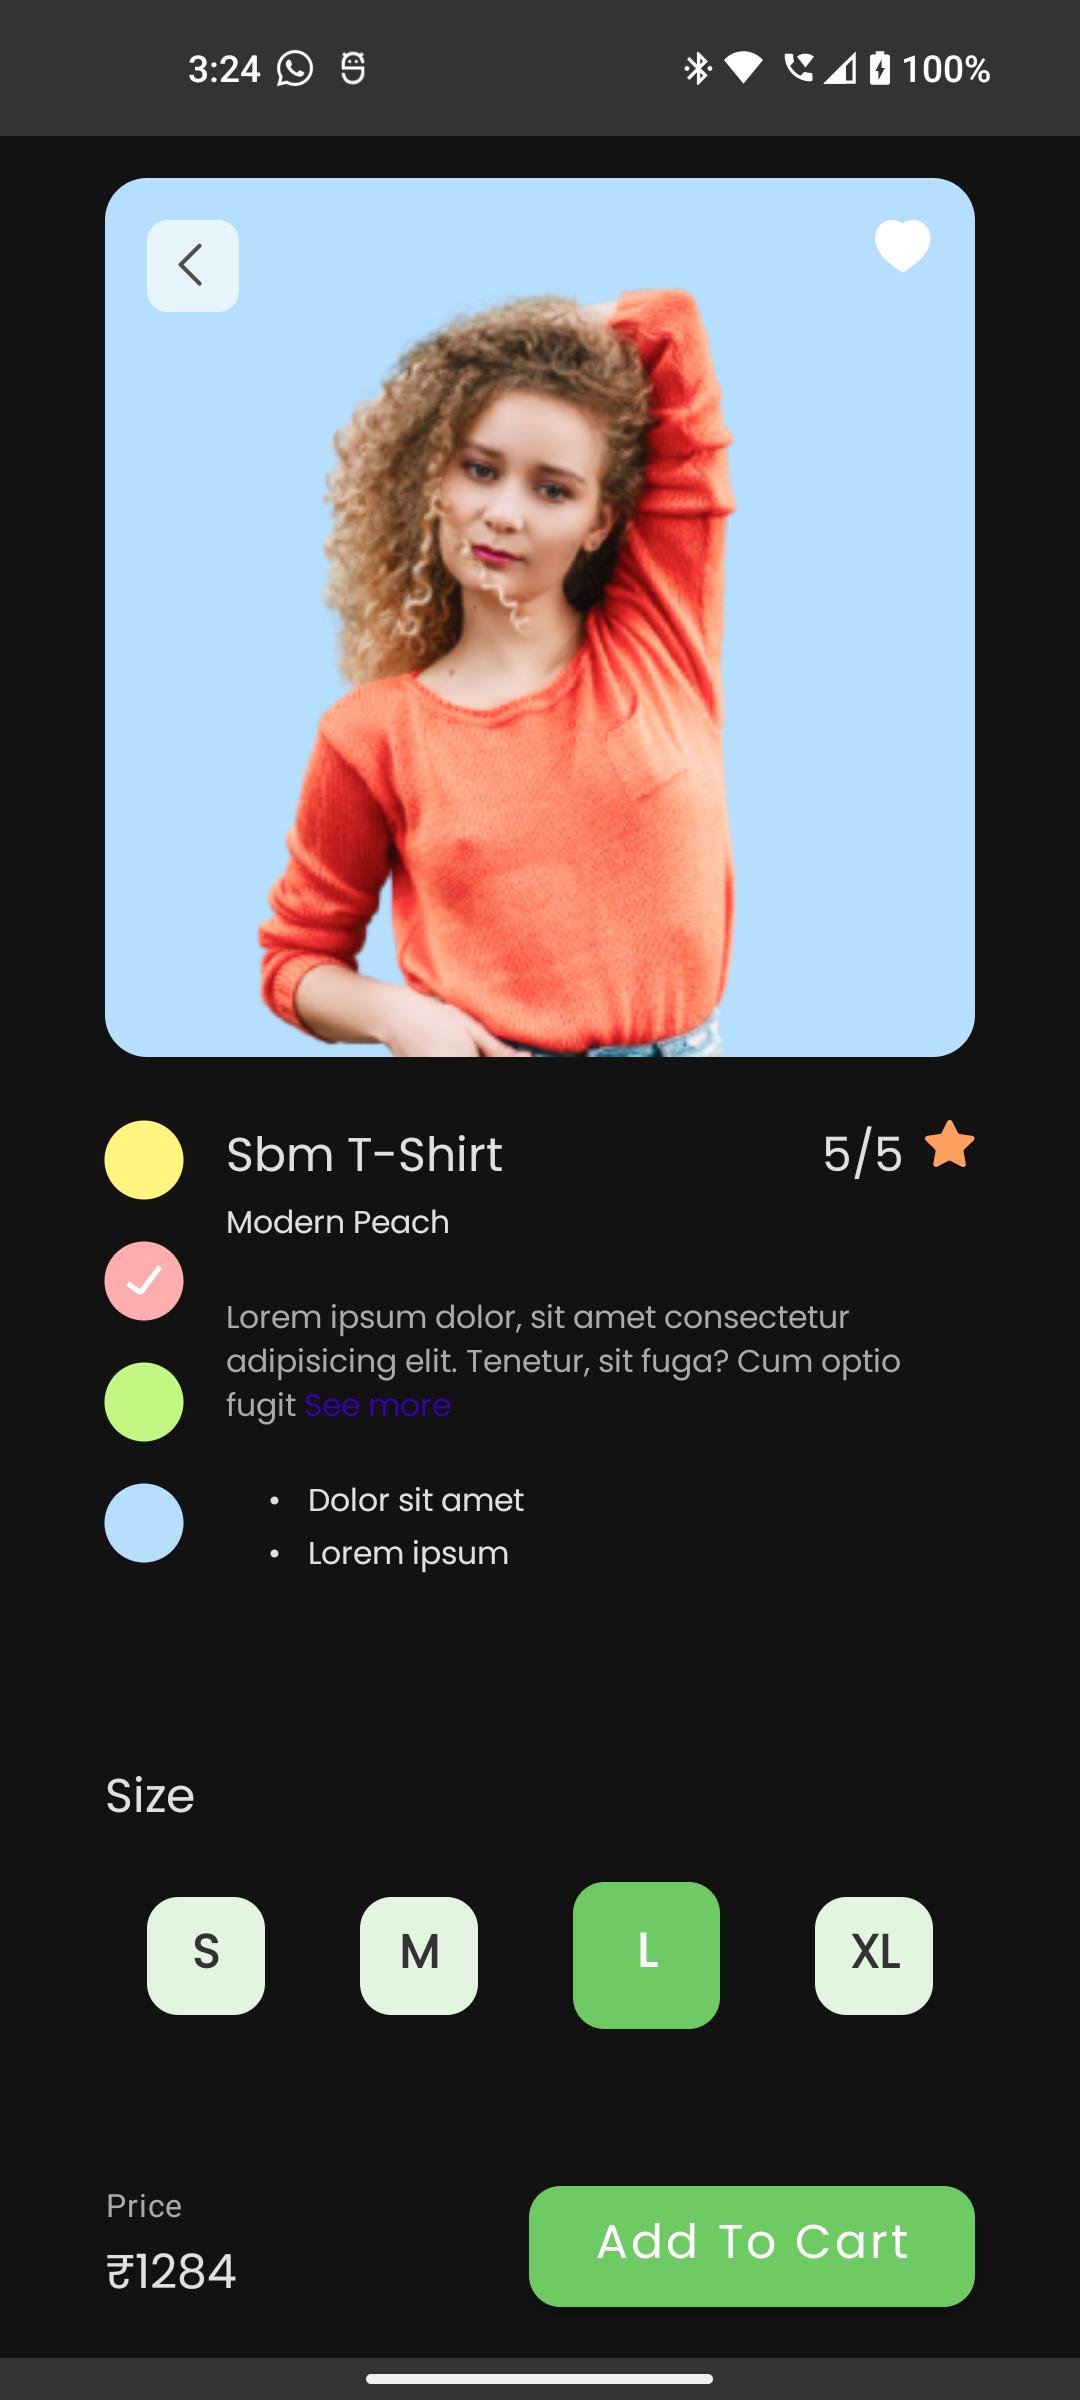 3:24 100%
Sbm T-Shirt 5/5
Modern Peach
Lorem ipsum dolor, sit amet consectetur
adipisicing elit. Tenetur, sit fuga? Cum optio
fugit See more
• Dolor sit amet
• Lorem ipsum
Size
S M L XL
Price
₹1284
Add To Cart